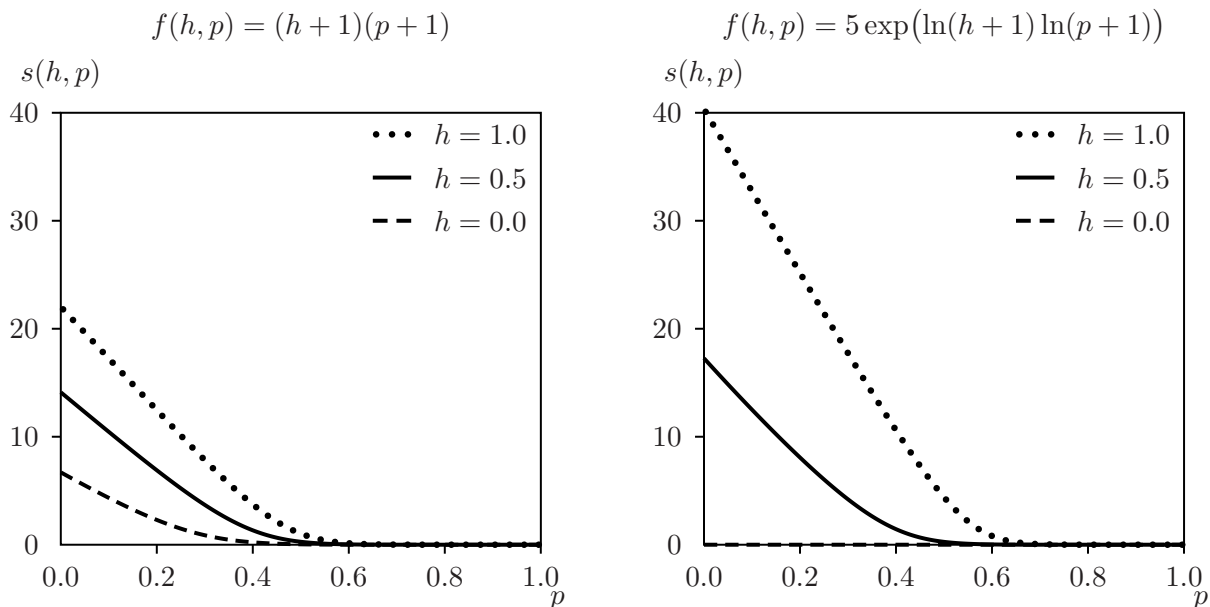 f(h, p) = (h + 1)(p + 1)
s(h, p)
40
30
20
10
0
h = 1.0
h = 0.5
h = 0.0
0.0 0.2 0.4 0.6 0.8 1.0
p
f(h, p) = 5 exp(ln(h + 1) ln(p + 1))
s(h, p)
40
30
20
10
0
h = 1.0
h = 0.5
h = 0.0
0.0 0.2 0.4 0.6 0.8 1.0
p